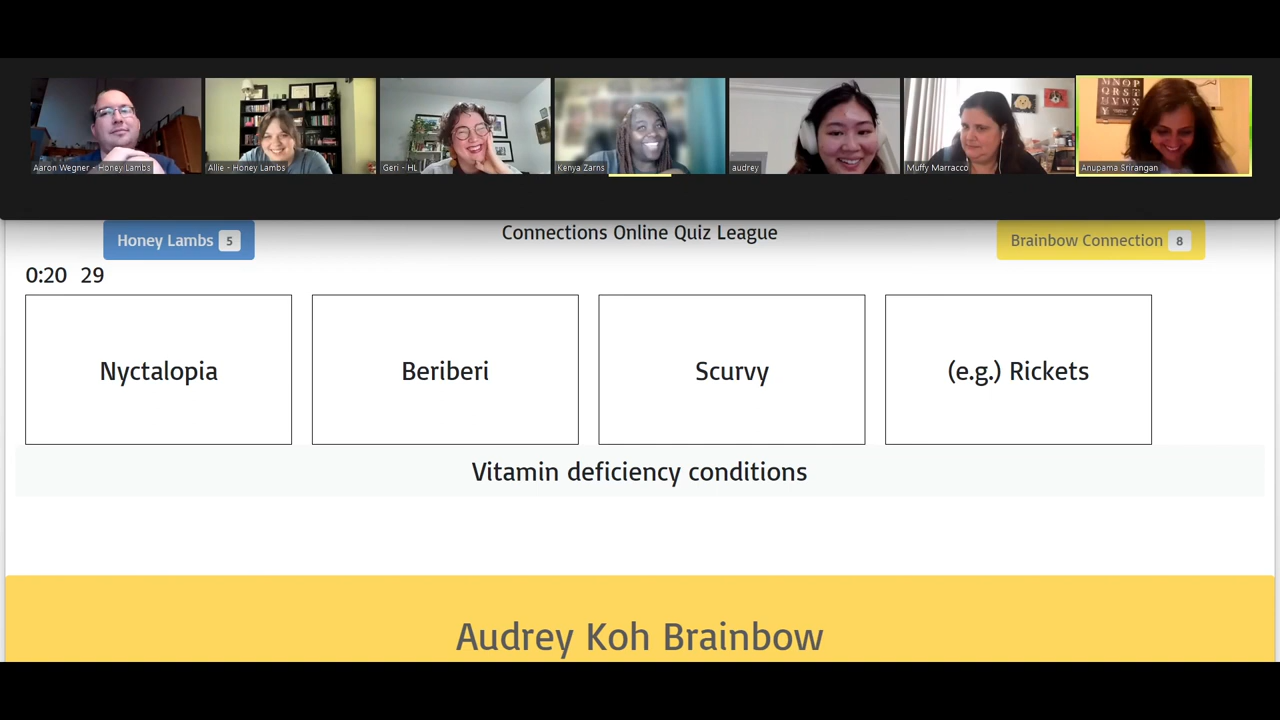 M N
O P Q R
S T
U V W X
Y
Aaron Wegner - Honey Lambs
Allie - Honey Lambs
Geri - HL
Kenya Zarns
audrey
Muffy Marracco
Anupama Srirangan
Honey Lambs 5
Connections Online Quiz League
Brainbow Connection 8
0:20 29
Nyctalopia
Beriberi
Scurvy
(e.g.) Rickets
Vitamin deficiency conditions
Audrey Koh Brainbow